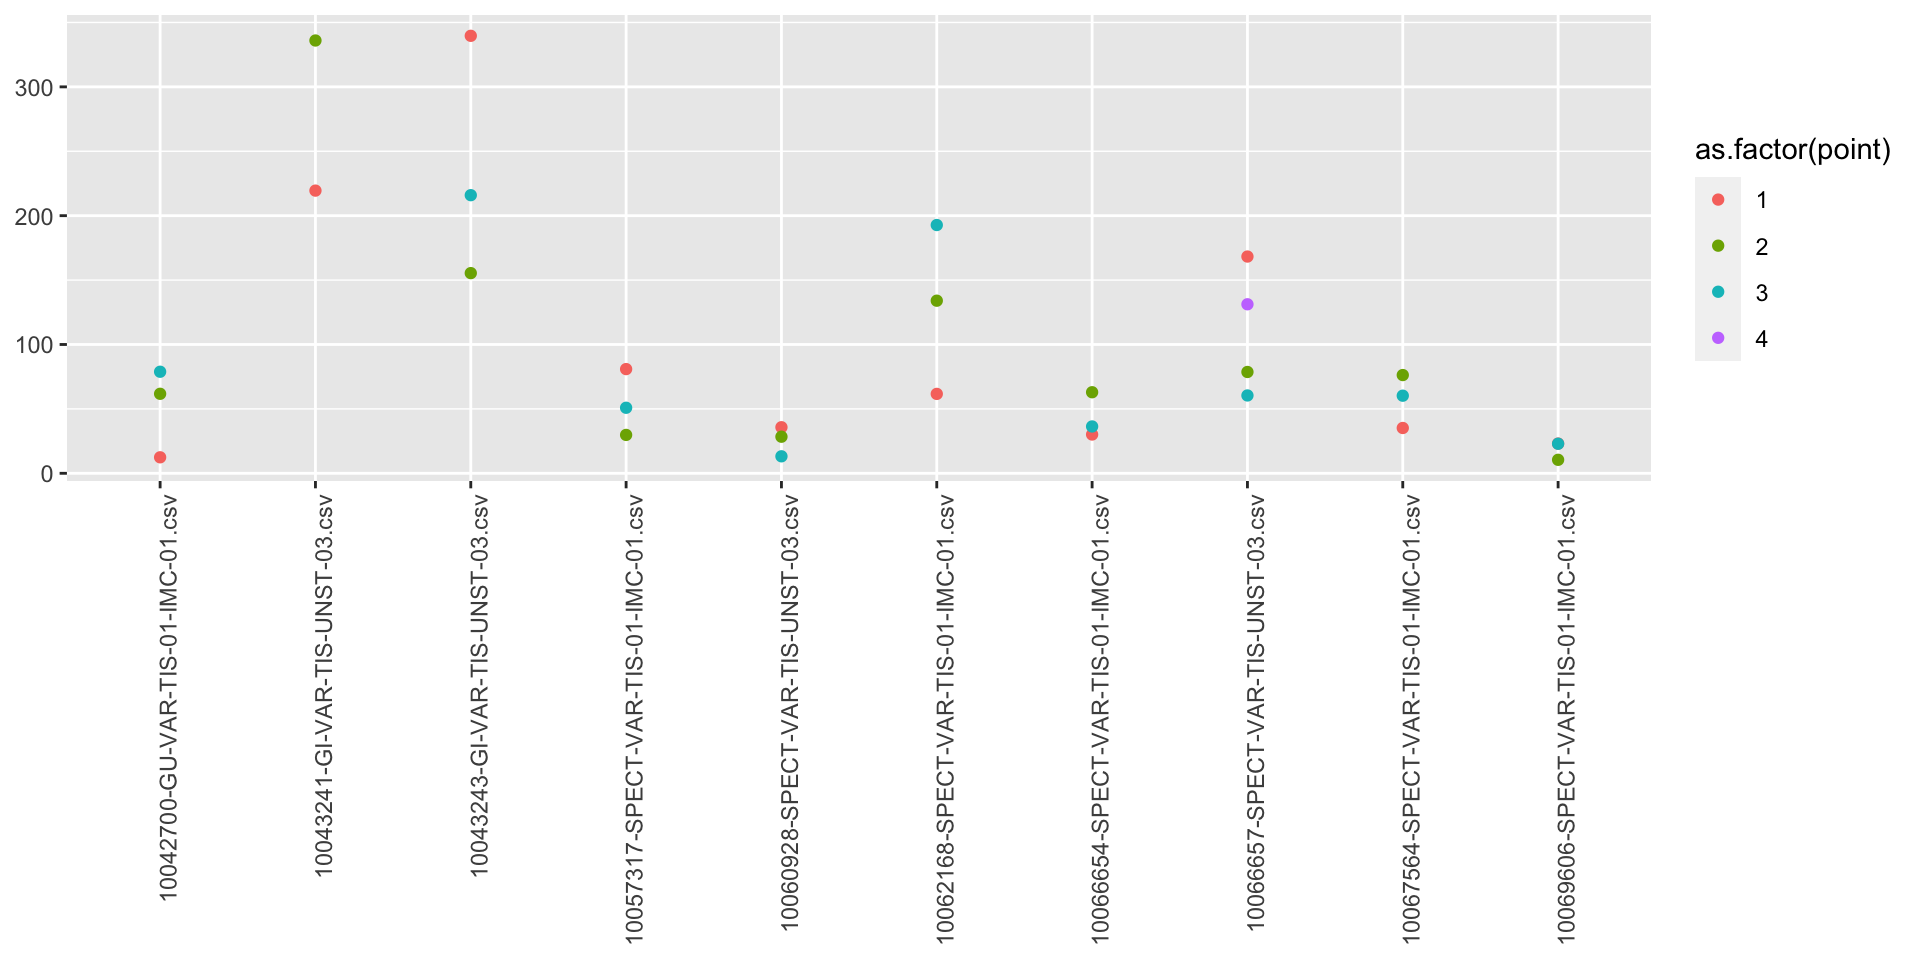 300
200
100
0
10042700-GU-VAR-TIS-01-IMC-01.csv
10043241-GI-VAR-TIS-UNST-03.csv
10043243-GI-VAR-TIS-UNST-03.csv
10057317-SPECT-VAR-TIS-01-IMC-01.csv
10060928-SPECT-VAR-TIS-UNST-03.csv
10062168-SPECT-VAR-TIS-01-IMC-01.csv
10066654-SPECT-VAR-TIS-01-IMC-01.csv
10066657-SPECT-VAR-TIS-UNST-03.csv
10067564-SPECT-VAR-TIS-01-IMC-01.csv
10069606-SPECT-VAR-TIS-01-IMC-01.csv
as.factor(point)
1
2
3
4